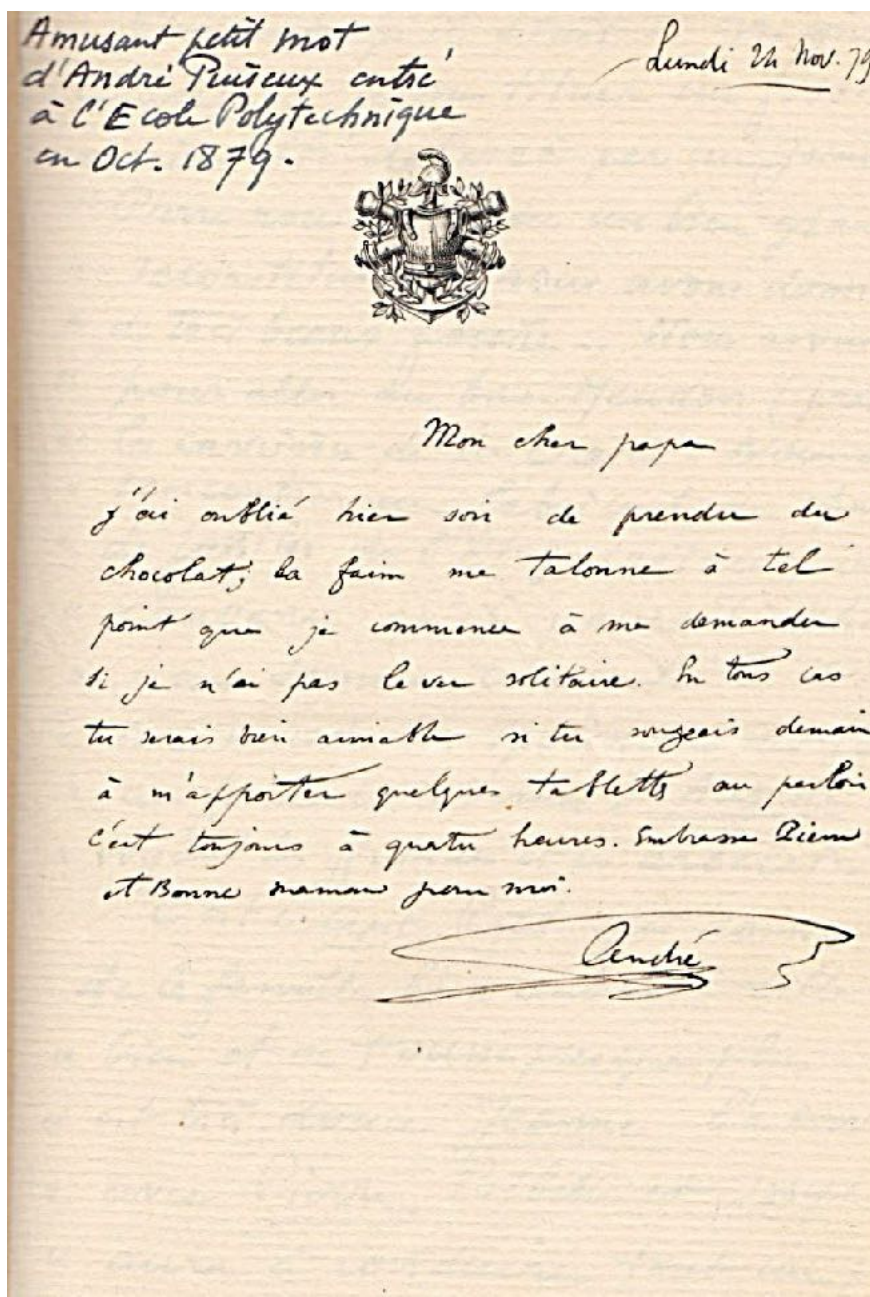 Amusant petit mot
d'André Puiseux entré
à l'Ecole Polytechnique
en Oct. 1879.
Lundi 24 Nov. 79
Mon cher papa
J'ai oublié hier soir de prendre du
chocolat; la faim me talonne à tel
point que je commence à me demander
si je n'ai pas le ver solitaire. En tous cas
tu serais bien aimable si tu songeais demain
à m'apporter quelques tablettes au parloir
c'est toujours à quatre heures. Embrasse Pierre
et Bonne maman pour moi.
André